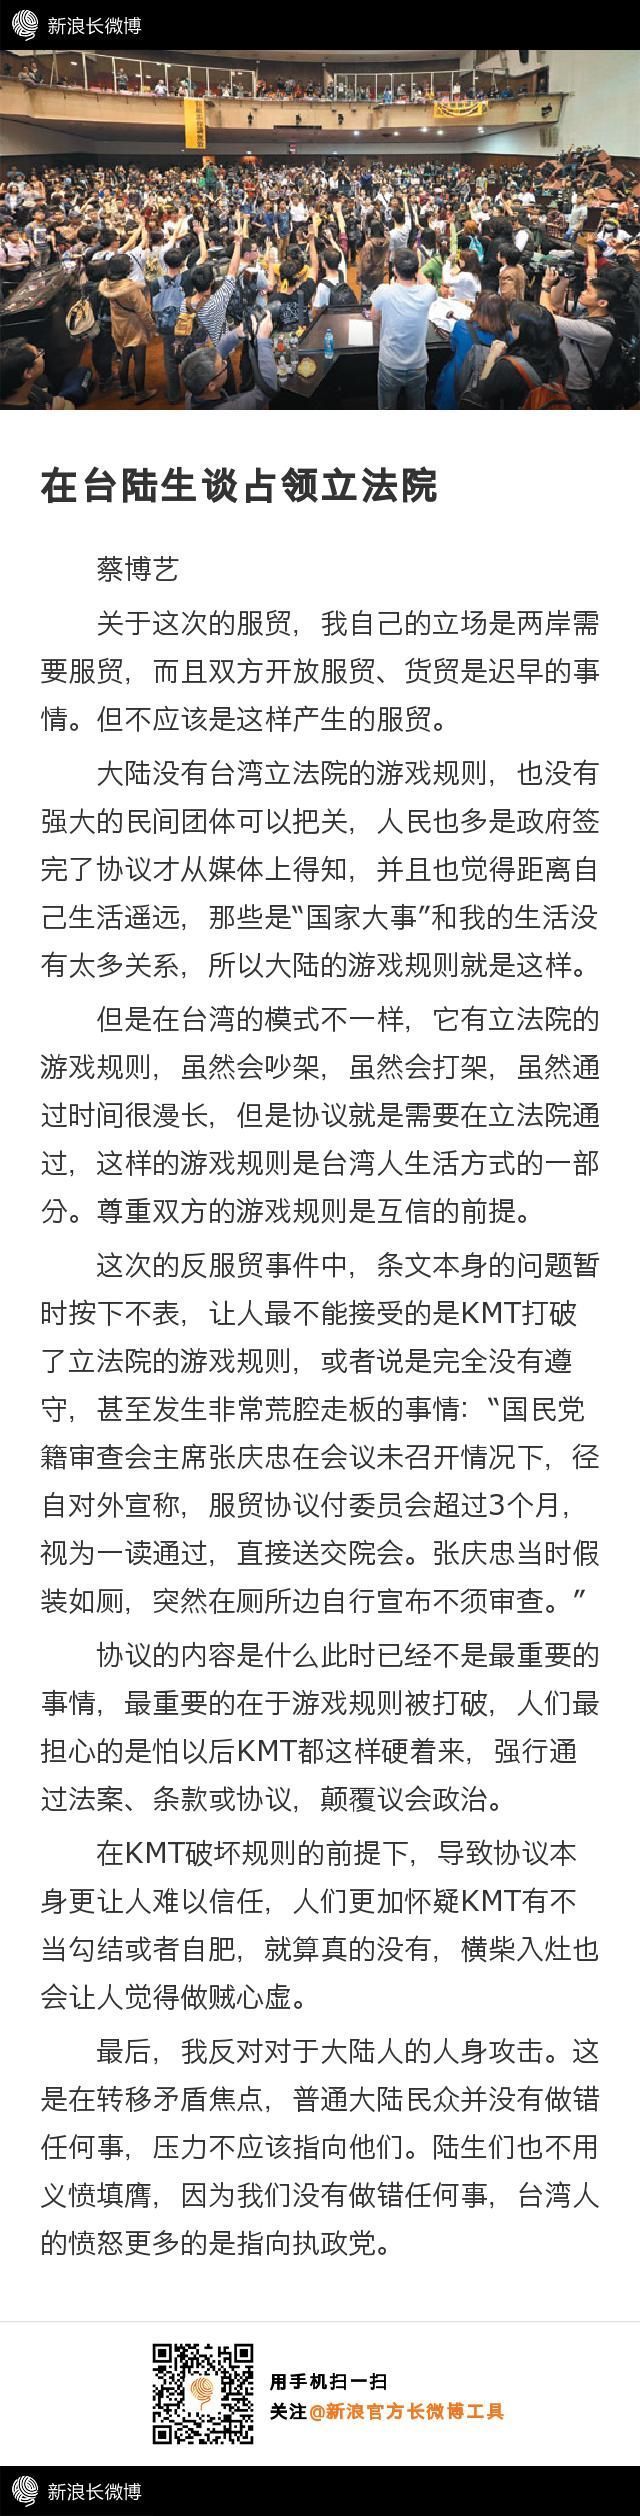 新浪长微博
在台陆生谈占领立法院
蔡博艺
关于这次的服贸，我自己的立场是两岸需
要服贸，而且双方开放服贸、货贸是迟早的事
情。但不应该是这样产生的服贸。
大陆没有台湾立法院的游戏规则，也没有
强大的民间团体可以把关，人民也多是政府签
完了协议才从媒体上得知，并且也觉得距离自
己生活遥远，那些是“国家大事”和我的生活没
有太多关系，所以大陆的游戏规则就是这样。
但是在台湾的模式不一样，它有立法院的
游戏规则，虽然会吵架，虽然会打架，虽然通
过时间很漫长，但是协议就是需要在立法院通
过，这样的游戏规则是台湾人生活方式的一部
分。尊重双方的游戏规则是互信的前提。
这次的反服贸事件中，条文本身的问题暂
时按下不表，让人最不能接受的是KMT打破
了立法院的游戏规则，或者说是完全没有遵
守，甚至发生非常荒腔走板的事情：“国民党
籍审查会主席张庆忠在会议未召开情况下，径
自对外宣称，服贸协议付委员会超过3个月，
视为一读通过，直接送交院会。张庆忠当时假
装如厕，突然在厕所边自行宣布不须审查。”
协议的内容是什么此时已经不是最重要的
事情，最重要的在于游戏规则被打破，人们最
担心的是怕以后KMT都这样硬着来，强行通
过法案、条款或协议，颠覆议会政治。
在KMT破坏规则的前提下，导致协议本
身更让人难以信任，人们更加怀疑KMT有不
当勾结或者自肥，就算真的没有，横柴入灶也
会让人觉得做贼心虚。
最后，我反对对于大陆人的人身攻击。这
是在转移矛盾焦点，普通大陆民众并没有做错
任何事，压力不应该指向他们。陆生们也不用
义愤填膺，因为我们没有做错任何事，台湾人
的愤怒更多的是指向执政党。
用手机扫一扫
关注@新浪官方长微博工具
新浪长微博